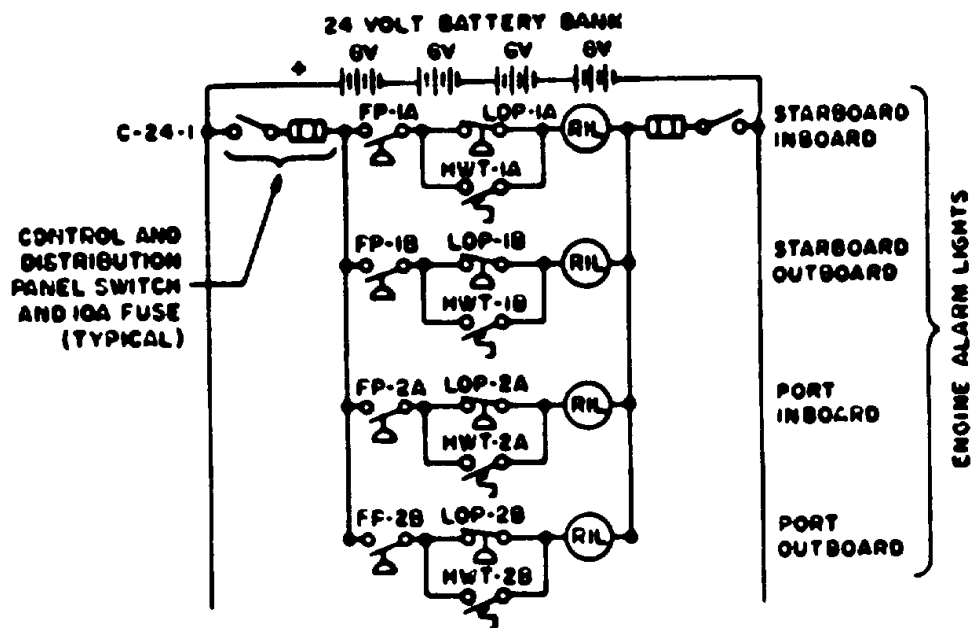 24 VOLT BATTERY BANK
6V 6V 6V 6V
+
C-24-1
FP-1A LOP-1A RIL
HWT-1A
STARBOARD
INBOARD
CONTROL AND
DISTRIBUTION
PANEL SWITCH
AND 10A FUSE
(TYPICAL)
FP-1B LOP-1B RIL
HWT-1B
STARBOARD
OUTBOARD
FP-2A LOP-2A RIL
HWT-2A
PORT
INBOARD
FP-2B LOP-2B RIL
HWT-2B
PORT
OUTBOARD
ENGINE ALARM LIGHTS